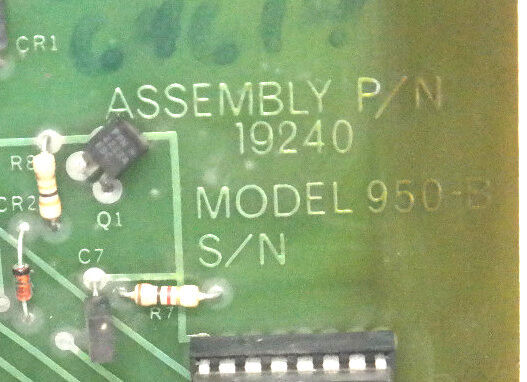 CR1
ASSEMBLY P/N
19240
R8
CR2
Q1
MODEL 950-B
S/N
C7
R7